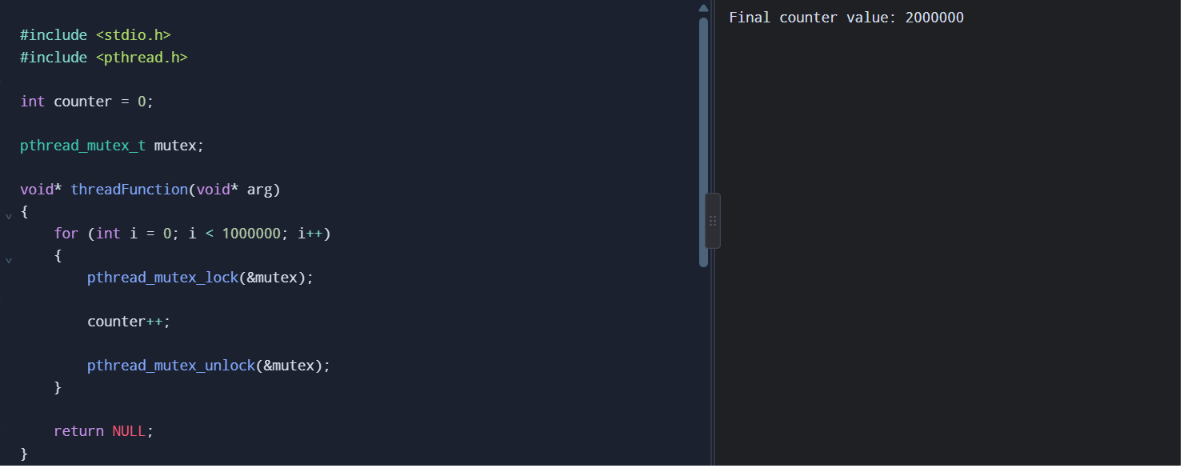 #include <stdio.h>
#include <pthread.h>
int counter = 0;
pthread_mutex_t mutex;
void* threadFunction(void* arg)
{
for (int i = 0; i < 1000000; i++)
{
pthread_mutex_lock(&mutex);
counter++;
pthread_mutex_unlock(&mutex);
}
return NULL;
}
Final counter value: 2000000